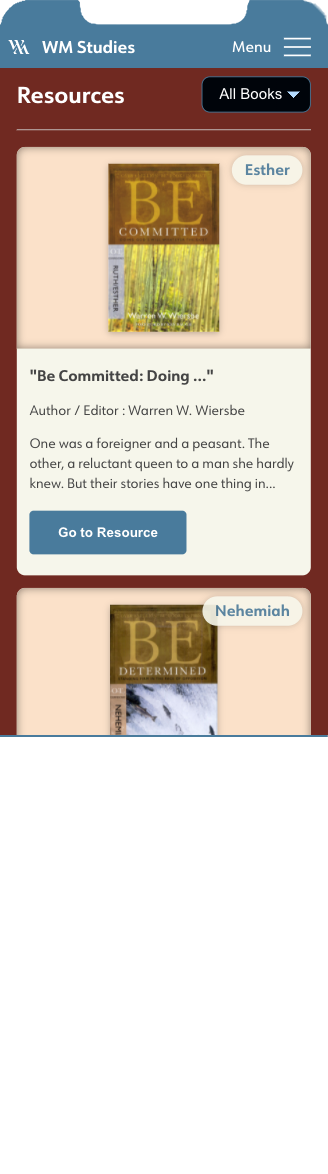 WM Studies
Menu
Resources
All Books
Esther
BE
COMMITTED
OT
RUTH/ESTHER
Warren W. Wiersbe
"Be Committed: Doing ..."
Author / Editor : Warren W. Wiersbe
One was a foreigner and a peasant. The
other, a reluctant queen to a man she hardly
knew. But their stories have one thing in...
Go to Resource
Nehemiah
BE
DETERMINED
OT